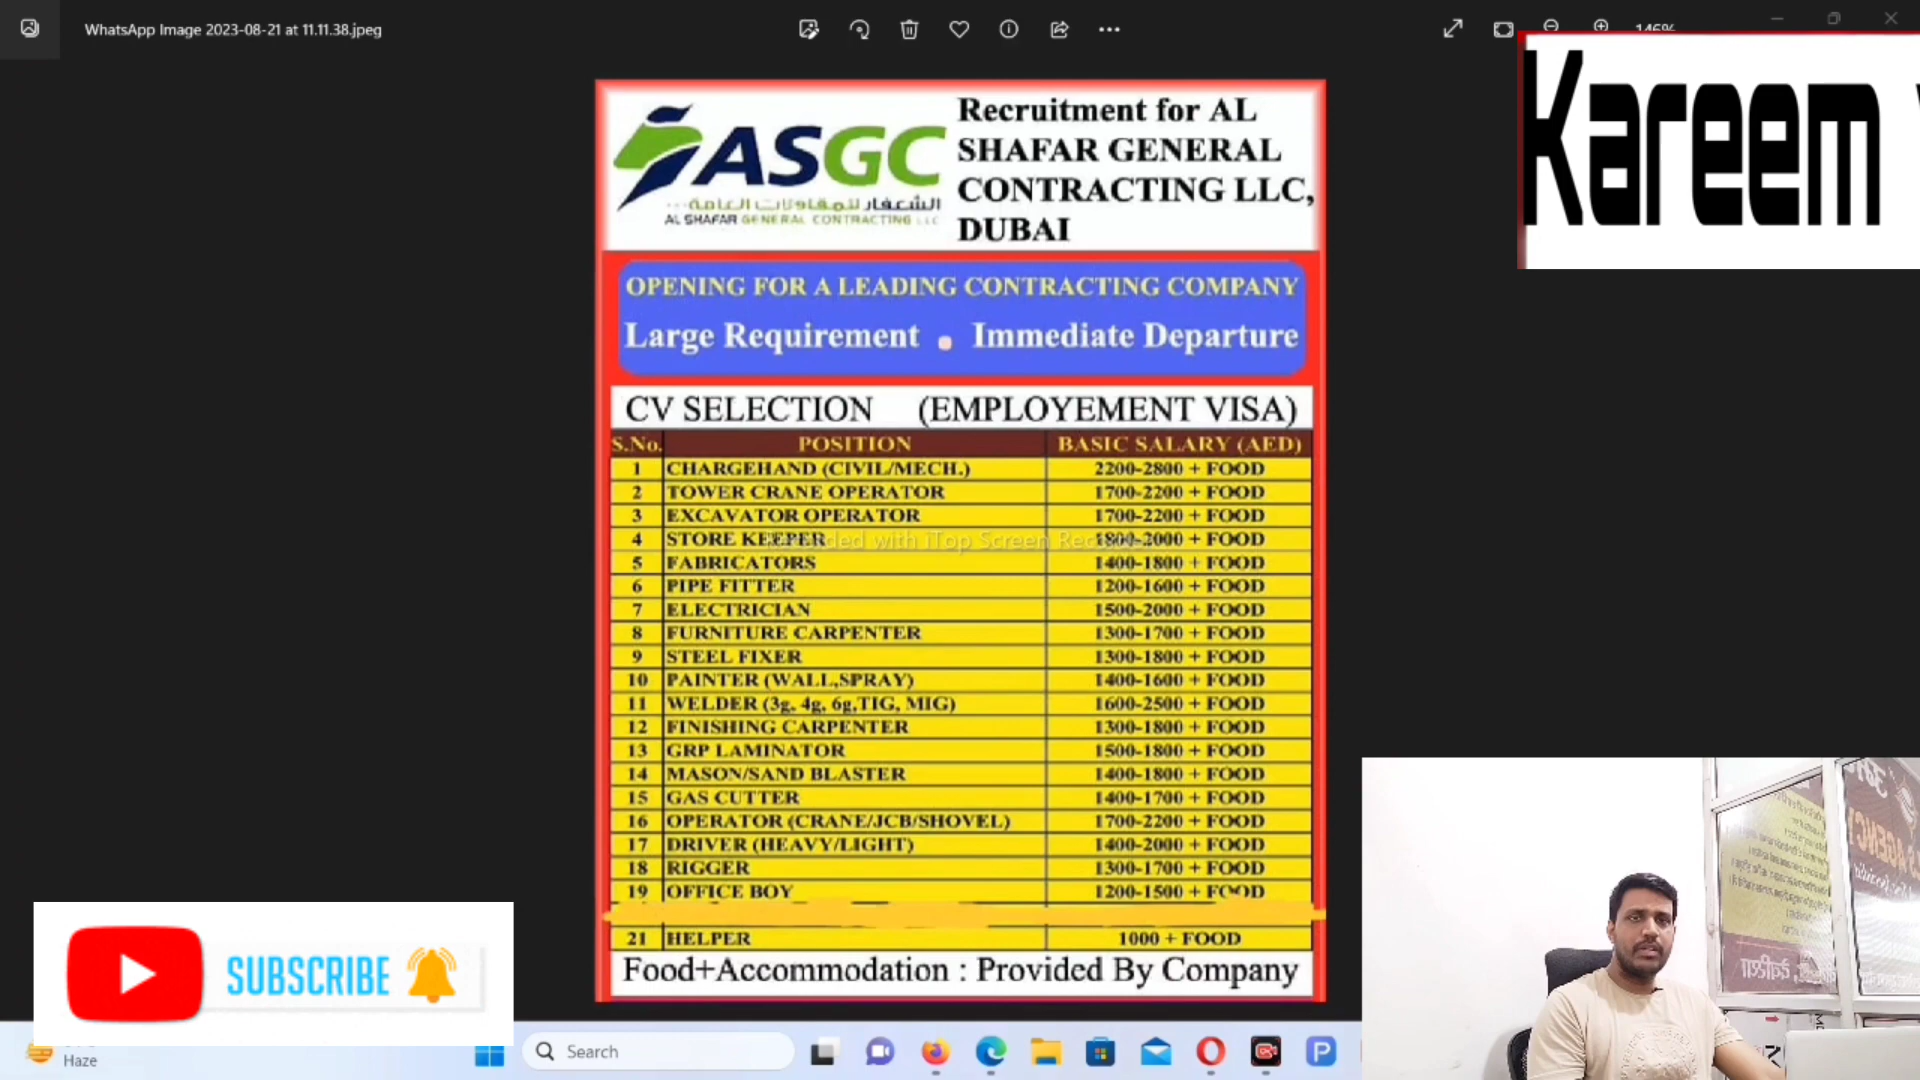 WhatsApp Image 2023-08-21 at 11.11.38.jpeg
146%
Kareem
ASGC
الشعفار للمقاولات العامة
AL SHAFAR GENERAL CONTRACTING LLC
Recruitment for AL
SHAFAR GENERAL
CONTRACTING LLC,
DUBAI
OPENING FOR A LEADING CONTRACTING COMPANY
Large Requirement . Immediate Departure
CV SELECTION (EMPLOYEMENT VISA)
S.No. POSITION BASIC SALARY (AED)
1 CHARGEHAND (CIVIL/MECH.) 2200-2800 + FOOD
2 TOWER CRANE OPERATOR 1700-2200 + FOOD
3 EXCAVATOR OPERATOR 1700-2200 + FOOD
4 STORE KEEPER 1800-2000 + FOOD
5 FABRICATORS 1400-1800 + FOOD
6 PIPE FITTER 1200-1600 + FOOD
7 ELECTRICIAN 1500-2000 + FOOD
8 FURNITURE CARPENTER 1300-1700 + FOOD
9 STEEL FIXER 1300-1800 + FOOD
10 PAINTER (WALL,SPRAY) 1400-1600 + FOOD
11 WELDER (3g, 4g, 6g,TIG, MIG) 1600-2500 + FOOD
12 FINISHING CARPENTER 1300-1800 + FOOD
13 GRP LAMINATOR 1500-1800 + FOOD
14 MASON/SAND BLASTER 1400-1800 + FOOD
15 GAS CUTTER 1400-1700 + FOOD
16 OPERATOR (CRANE/JCB/SHOVEL) 1700-2200 + FOOD
17 DRIVER (HEAVY/LIGHT) 1400-2000 + FOOD
18 RIGGER 1300-1700 + FOOD
19 OFFICE BOY 1200-1500 + FOOD
21 HELPER 1000 + FOOD
Food+Accommodation : Provided By Company
with iTop Screen
SUBSCRIBE
Haze
Search